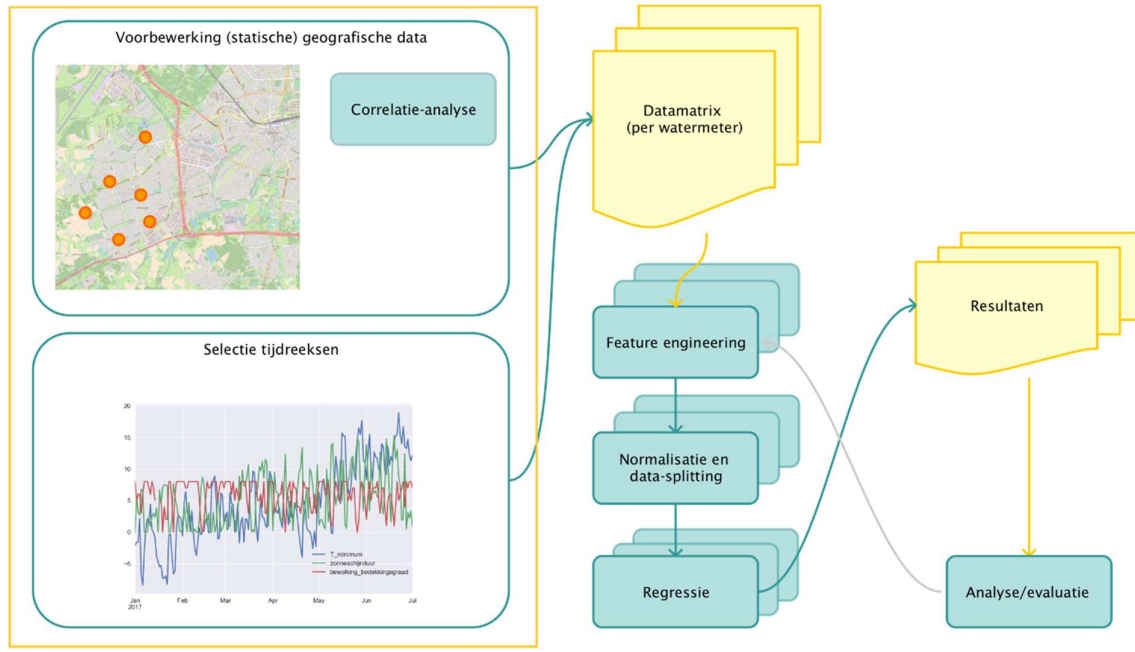 Voorbewerking (statische) geografische data
Correlatie-analyse
Selectie tijdreeksen
20
15
10
5
0
−5
T_minimum
zonneschijnduur
bewolking_bedekkingsgraad
Jan
2017
Feb
Mar
Apr
May
Jun
Jul
Datamatrix
(per watermeter)
Feature engineering
Normalisatie en
data-splitting
Regressie
Resultaten
Analyse/evaluatie